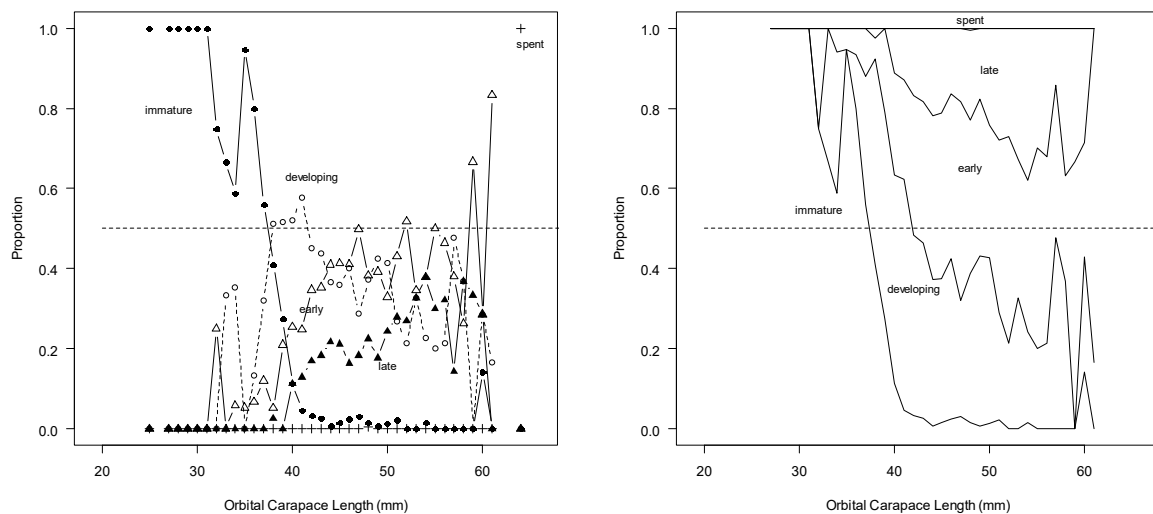 1.0
0.8
0.6
0.4
0.2
0.0
Proportion
immature
developing
early
late
spent
20 30 40 50 60
Orbital Carapace Length (mm)
1.0
0.8
0.6
0.4
0.2
0.0
Proportion
spent
late
early
immature
developing
20 30 40 50 60
Orbital Carapace Length (mm)